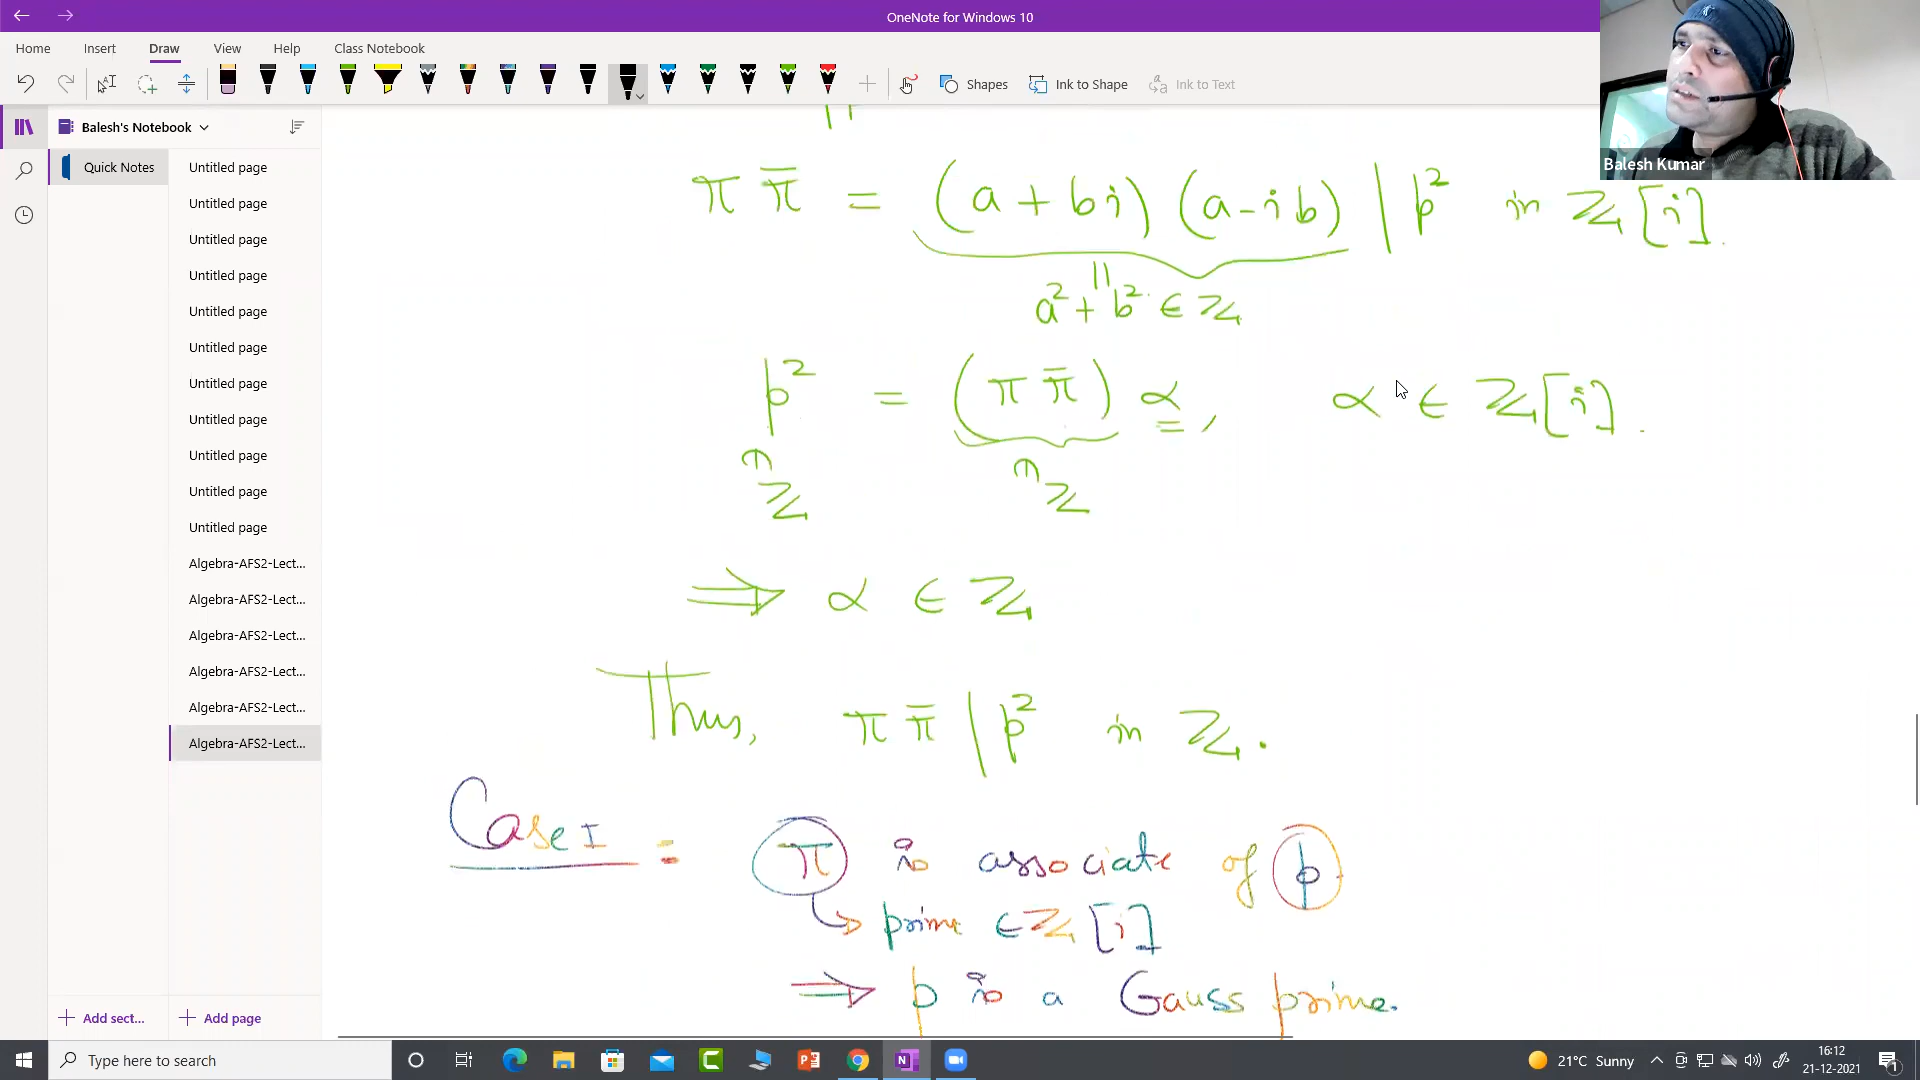 OneNote for Windows 10
Home Insert Draw View Help Class Notebook
Shapes Ink to Shape Ink to Text
Balesh Kumar
Balesh's Notebook
Quick Notes
Untitled page
Untitled page
Untitled page
Untitled page
Untitled page
Untitled page
Untitled page
Untitled page
Untitled page
Untitled page
Untitled page
Algebra-AFS2-Lect...
Algebra-AFS2-Lect...
Algebra-AFS2-Lect...
Algebra-AFS2-Lect...
Algebra-AFS2-Lect...
Algebra-AFS2-Lect...
Add sect... Add page
π π̄ = (a + bi) (a - ib) | p² in ℤ[i].
||
a² + b² ∈ ℤ
p² = (π π̄) α, α ∈ ℤ[i].
∩ ∩
ℤ ℤ
⇒ α ∈ ℤ
Thus, π π̄ | p² in ℤ.
Case I = π is associate of p.
↪ prime ∈ ℤ[i]
⇒ p is a Gauss prime.
Type here to search
21°C Sunny
16:12
21-12-2021
1